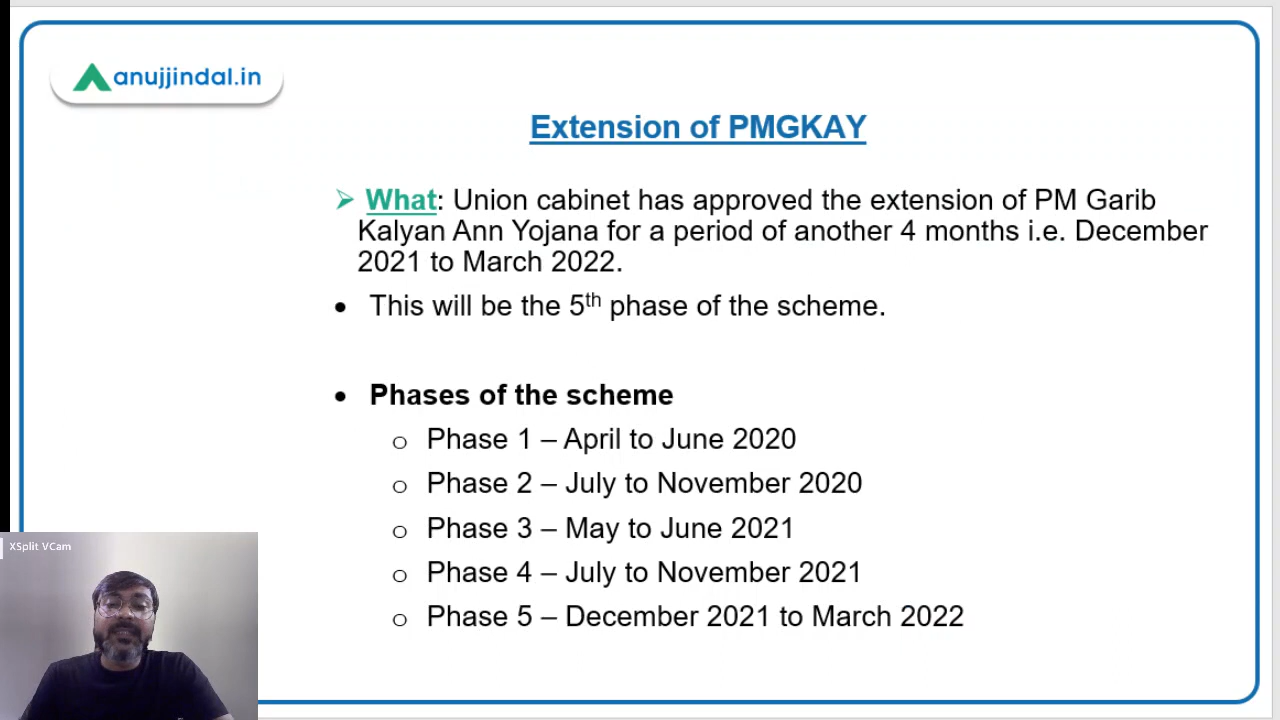 anujjindal.in
Extension of PMGKAY
➢ What: Union cabinet has approved the extension of PM Garib
Kalyan Ann Yojana for a period of another 4 months i.e. December
2021 to March 2022.
• This will be the 5th phase of the scheme.
• Phases of the scheme
o Phase 1 – April to June 2020
o Phase 2 – July to November 2020
o Phase 3 – May to June 2021
o Phase 4 – July to November 2021
o Phase 5 – December 2021 to March 2022
XSplit VCam